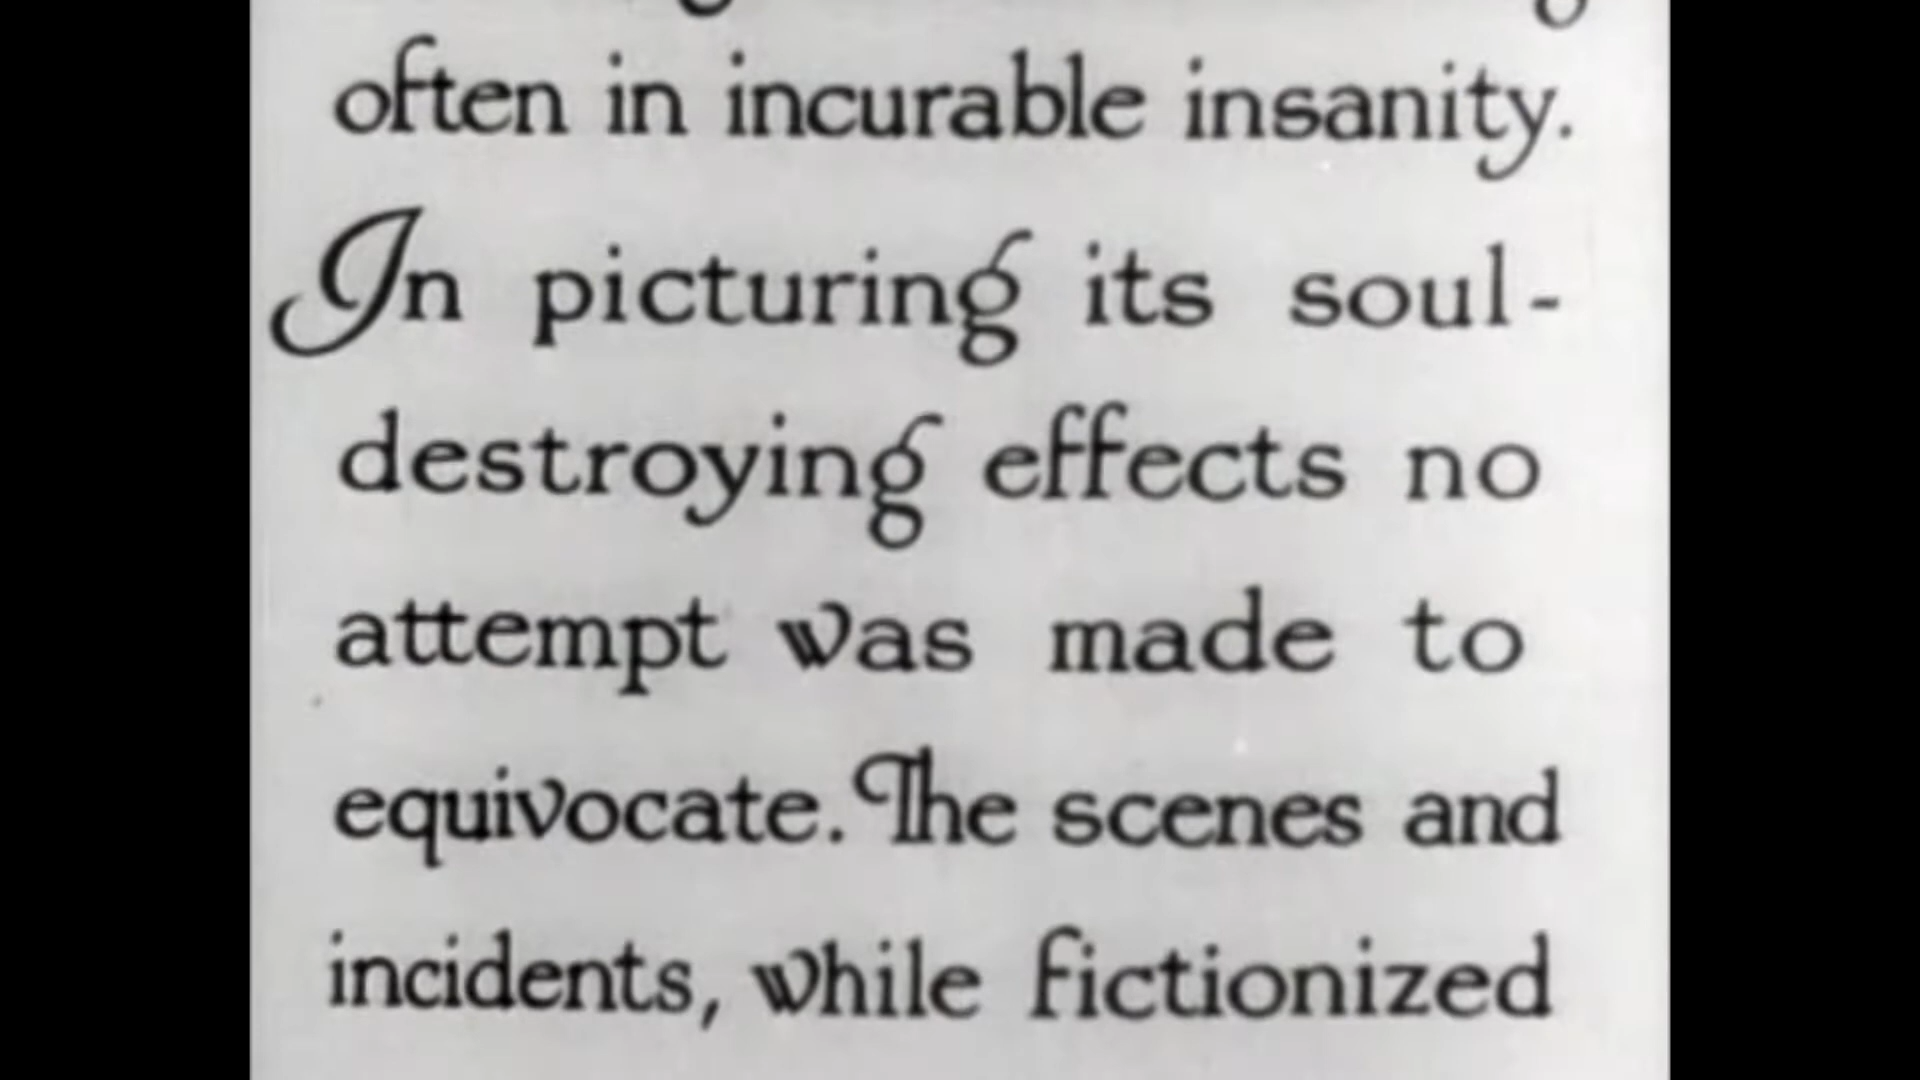 often in incurable insanity.
In picturing its soul-
destroying effects no
attempt was made to
equivocate. The scenes and
incidents, while fictionized